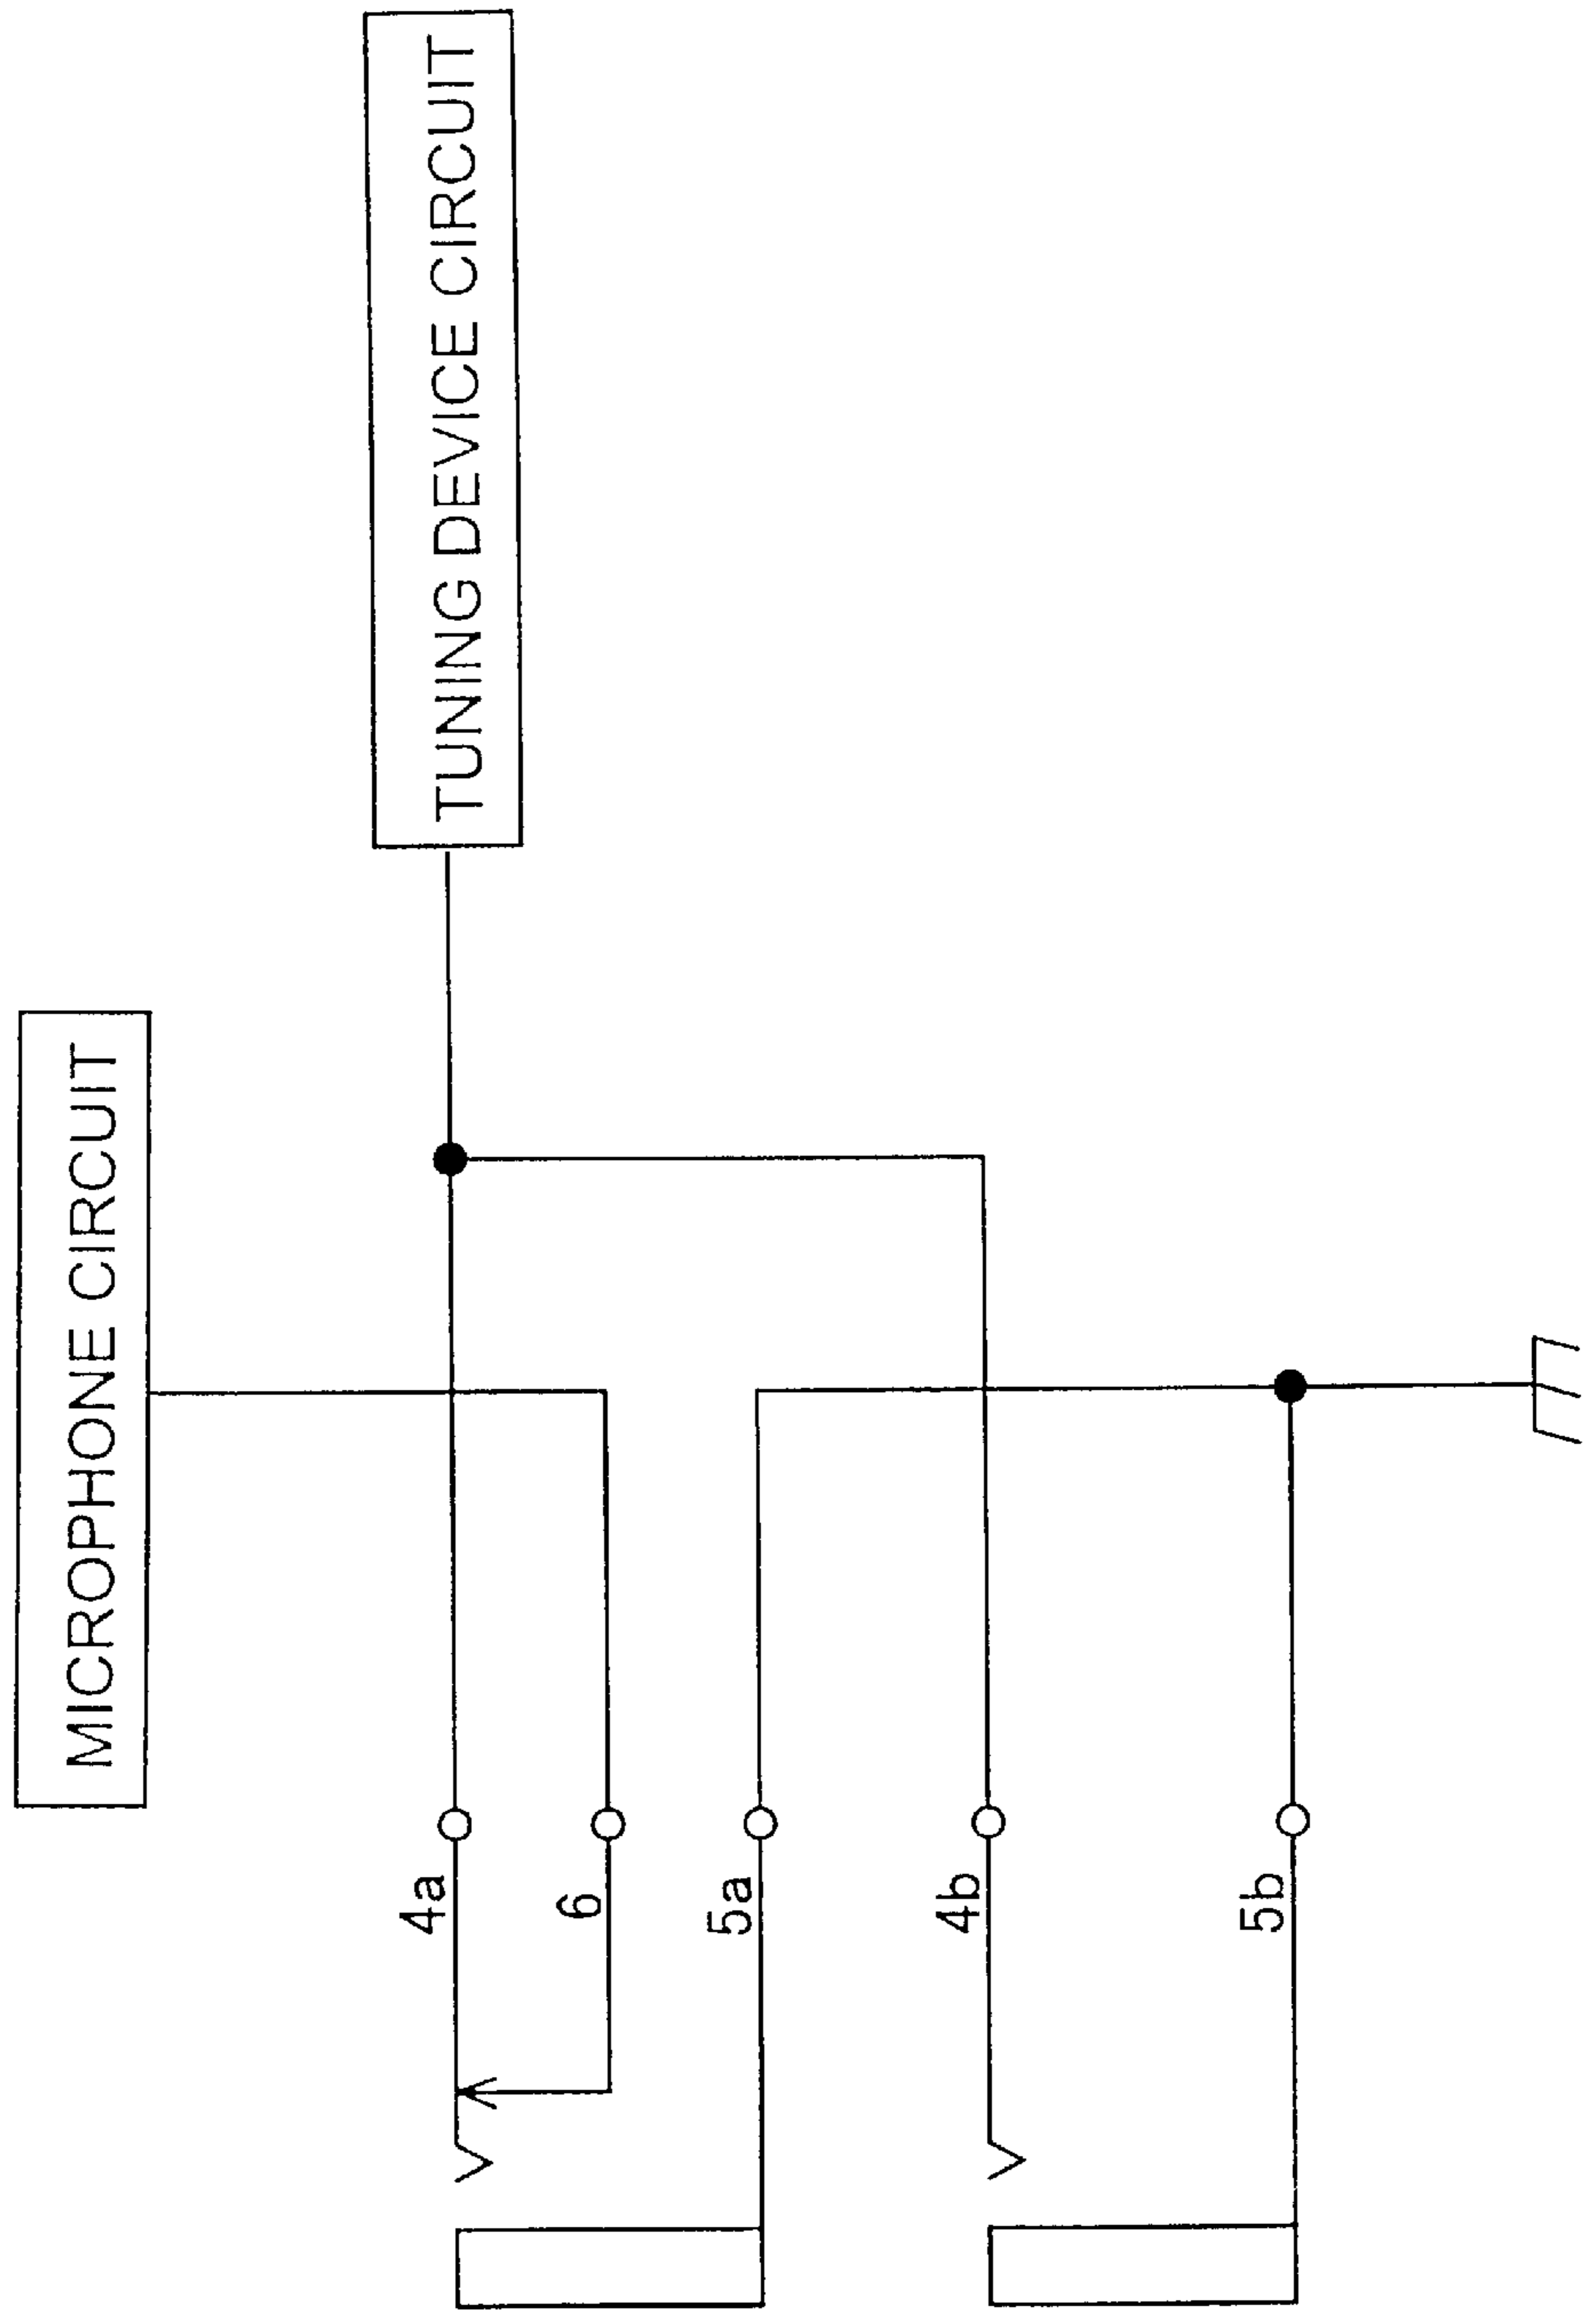 MICROPHONE CIRCUIT
TUNING DEVICE CIRCUIT
4a
6
5a
4b
5b